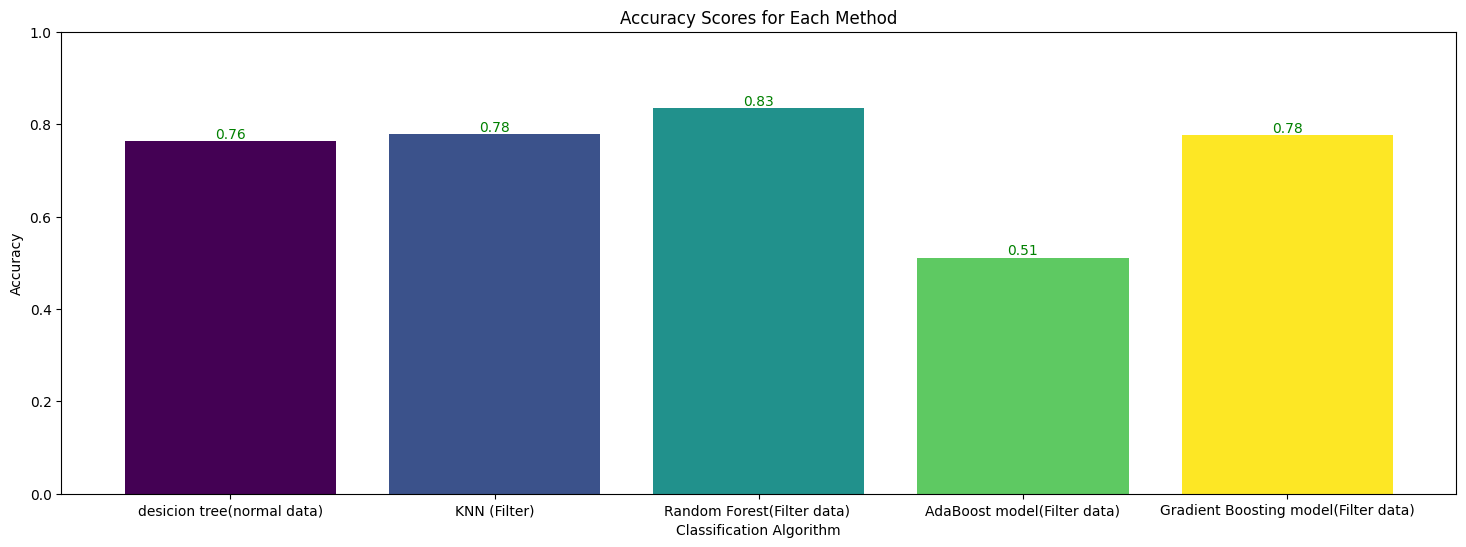 Accuracy Scores for Each Method
1.0
0.8
0.6
0.4
0.2
0.0
Accuracy
0.76
0.78
0.83
0.51
0.78
desicion tree(normal data)
KNN (Filter)
Random Forest(Filter data)
AdaBoost model(Filter data)
Gradient Boosting model(Filter data)
Classification Algorithm